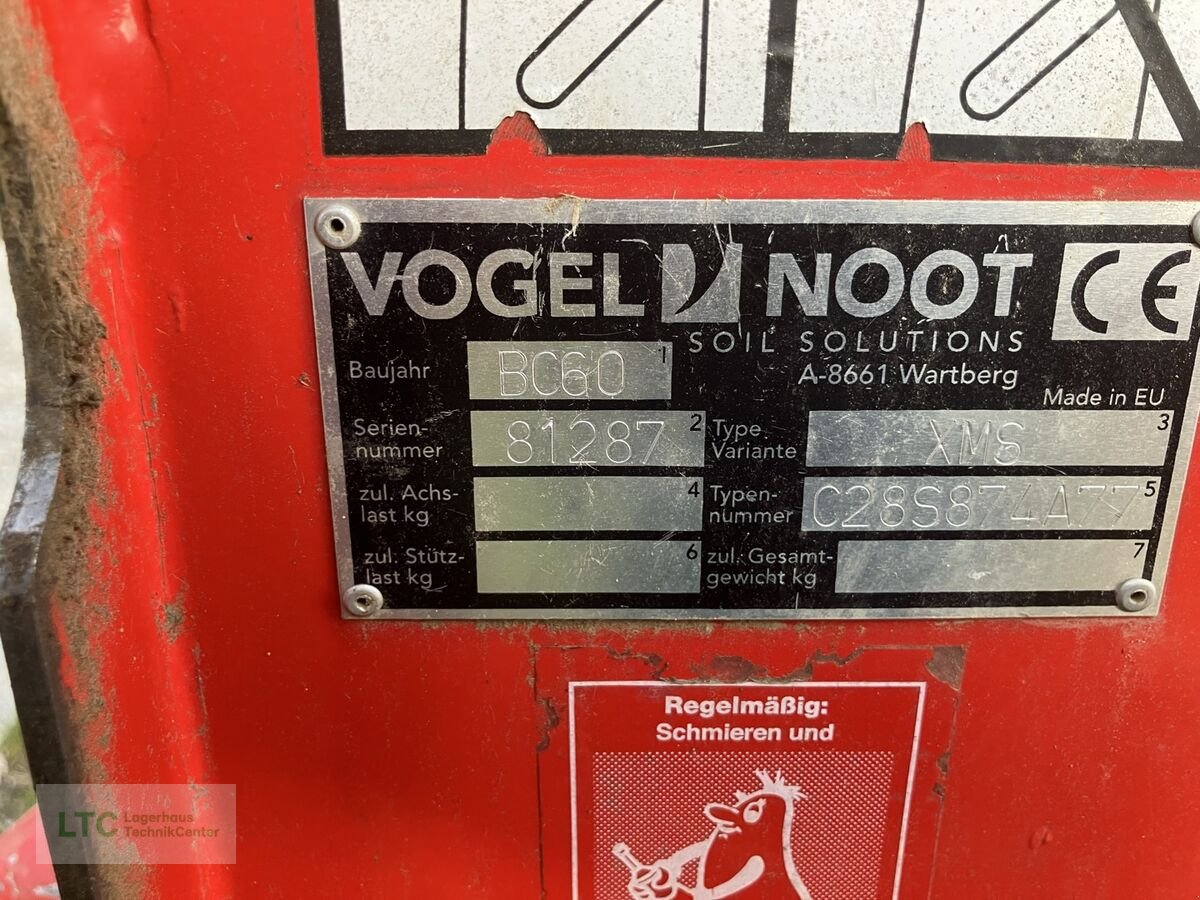 VOGEL NOOT CE
SOIL SOLUTIONS
A-8661 Wartberg
Made in EU
Baujahr BC60 1
Serien-
nummer 81287 2
Type
Variante XMS 3
zul. Achs-
last kg 4
Typen-
nummer C28S874A77 5
zul. Stütz-
last kg 6
zul. Gesamt-
gewicht kg 7
Regelmäßig:
Schmieren und
LTC Lagerhaus
TechnikCenter